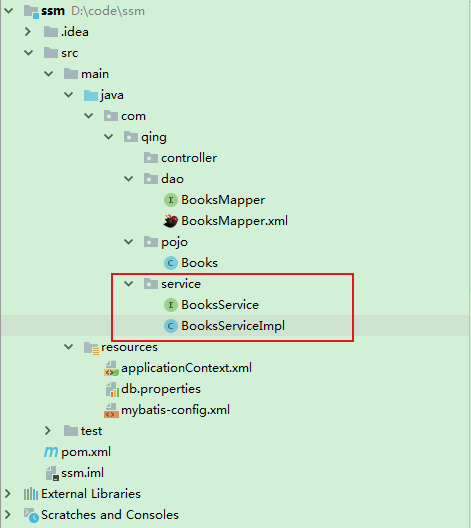 ssm D:\code\ssm
.idea
src
main
java
com
qing
controller
dao
BooksMapper
BooksMapper.xml
pojo
Books
service
BooksService
BooksServiceImpl
resources
applicationContext.xml
db.properties
mybatis-config.xml
test
pom.xml
ssm.iml
External Libraries
Scratches and Consoles